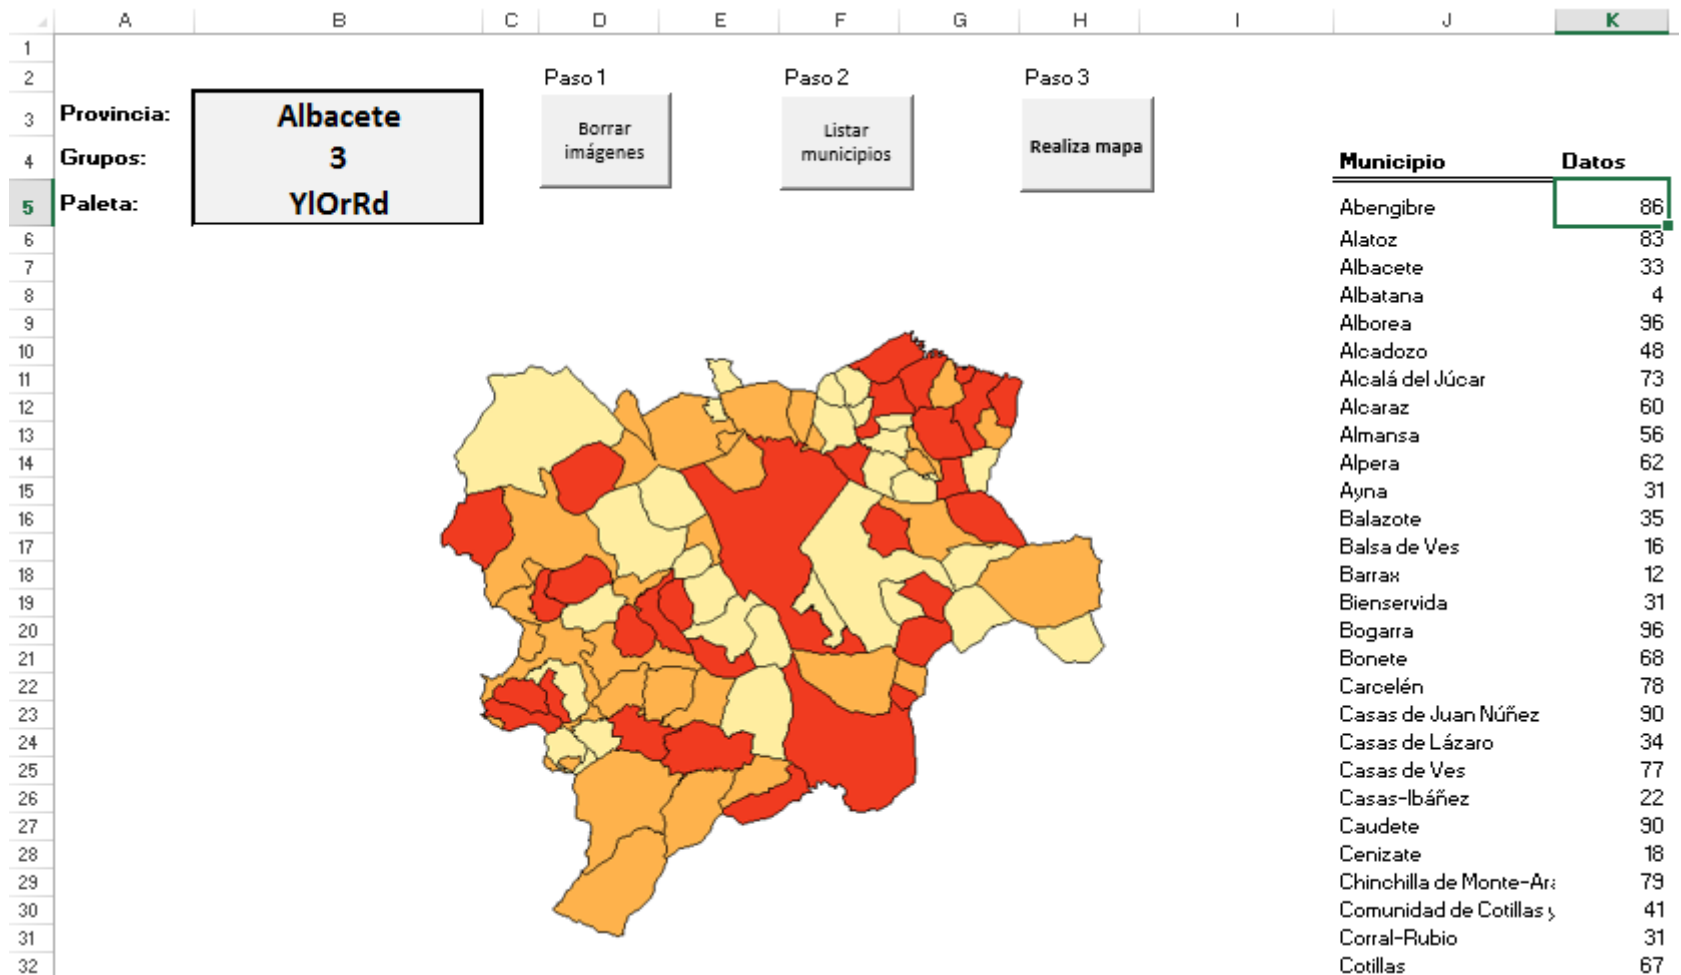 A B C D E F G H I J K
1
2 Paso 1 Paso 2 Paso 3
3 Provincia: Albacete Borrar imágenes Listar municipios Realiza mapa
4 Grupos: 3 Municipio Datos
5 Paleta: YlOrRd Abengibre 86
6 Alatoz 83
7 Albacete 33
8 Albatana 4
9 Alborea 96
10 Alcadozo 48
11 Alcalá del Júcar 73
12 Alcaraz 60
13 Almansa 56
14 Alpera 62
15 Ayna 31
16 Balazote 35
17 Balsa de Ves 16
18 Barrax 12
19 Bienservida 31
20 Bogarra 96
21 Bonete 68
22 Carcelén 78
23 Casas de Juan Núñez 90
24 Casas de Lázaro 34
25 Casas de Ves 77
26 Casas-Ibáñez 22
27 Caudete 90
28 Cenizate 18
29 Chinchilla de Monte-Ara 79
30 Comunidad de Cotillas y 41
31 Corral-Rubio 31
32 Cotillas 67